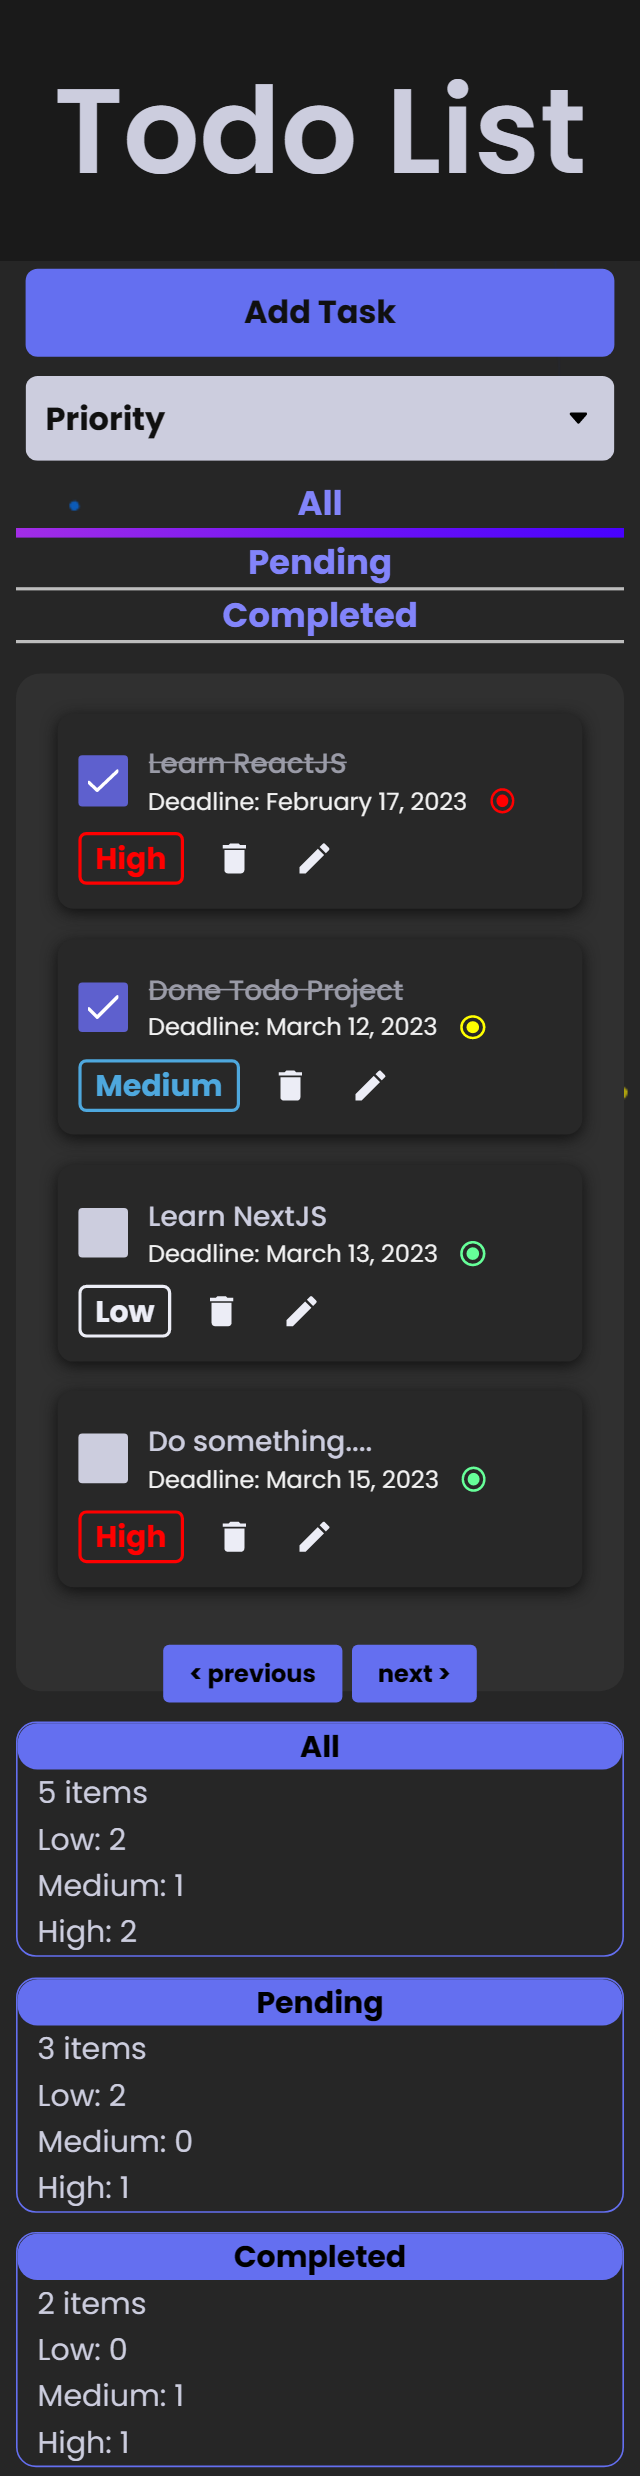 Todo List
Add Task
Priority
All
Pending
Completed
Learn ReactJS
Deadline: February 17, 2023
High
Done Todo Project
Deadline: March 12, 2023
Medium
Learn NextJS
Deadline: March 13, 2023
Low
Do something....
Deadline: March 15, 2023
High
< previous next >
All
5 items
Low: 2
Medium: 1
High: 2
Pending
3 items
Low: 2
Medium: 0
High: 1
Completed
2 items
Low: 0
Medium: 1
High: 1